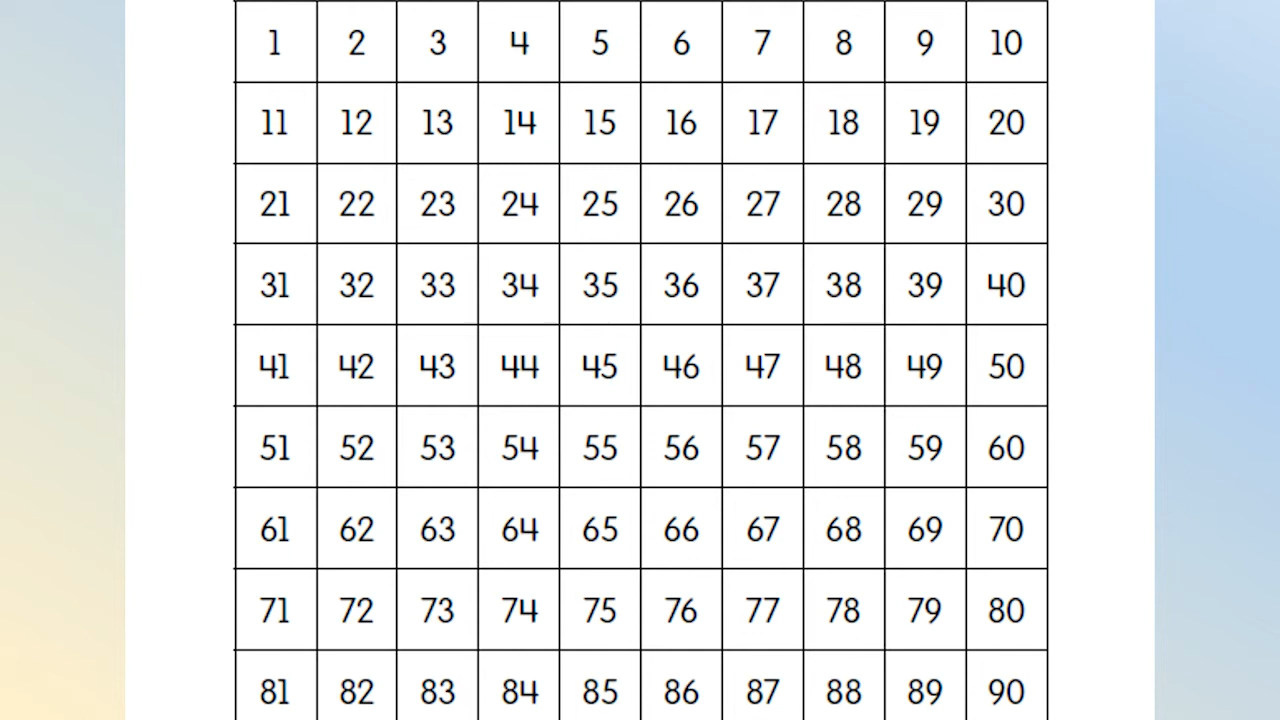 1 2 3 4 5 6 7 8 9 10
11 12 13 14 15 16 17 18 19 20
21 22 23 24 25 26 27 28 29 30
31 32 33 34 35 36 37 38 39 40
41 42 43 44 45 46 47 48 49 50
51 52 53 54 55 56 57 58 59 60
61 62 63 64 65 66 67 68 69 70
71 72 73 74 75 76 77 78 79 80
81 82 83 84 85 86 87 88 89 90